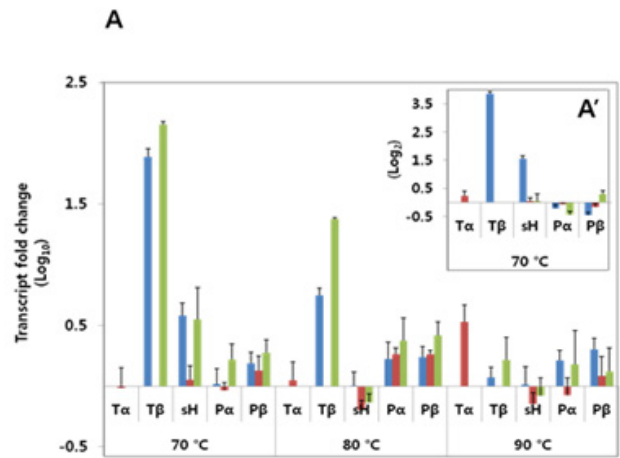 A
2.5
1.5
0.5
-0.5
Transcript fold change
(Log10)
Tα Tβ sH Pα Pβ Tα Tβ sH Pα Pβ Tα Tβ sH Pα Pβ
70 °C 80 °C 90 °C
A′
3.5
2.5
1.5
0.5
-0.5
(Log2)
Tα Tβ sH Pα Pβ
70 °C